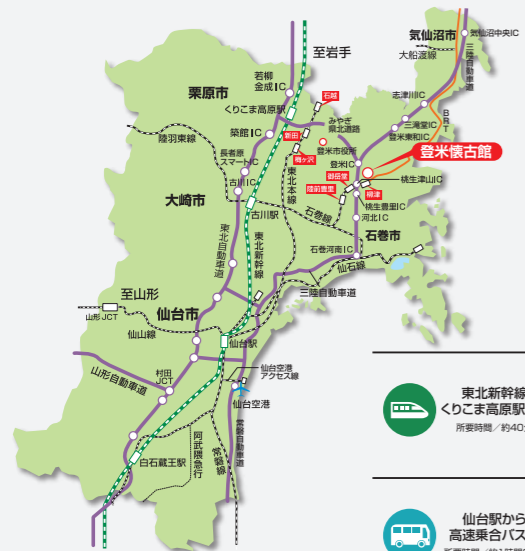 気仙沼市
気仙沼中央IC
大船渡線
三陸自動車道
至岩手
若柳
金成IC
石越
栗原市
くりこま高原駅
志津川IC
BRT
みやぎ
県北道路
三滝堂IC
登米東和IC
築館IC
新田
登米市役所
陸羽東線
梅ヶ沢
登米IC
登米懐古館
長者原
スマートIC
御岳堂
桃生津山IC
古川IC
陸前豊里
柳津
東北本線
桃生豊里IC
大崎市
古川駅
石巻線
河北IC
石巻市
東北自動車道
東北新幹線
石巻河南IC
仙石線
至山形
三陸自動車道
山形JCT
仙台市
仙山線
仙台駅
山形自動車道
村田
JCT
仙台空港
アクセス線
仙台空港
常磐自動車道
白石蔵王駅
阿武隈急行
常磐線
東北新幹線
くりこま高原駅
所要時間／約40
仙台駅から
高速乗合バス